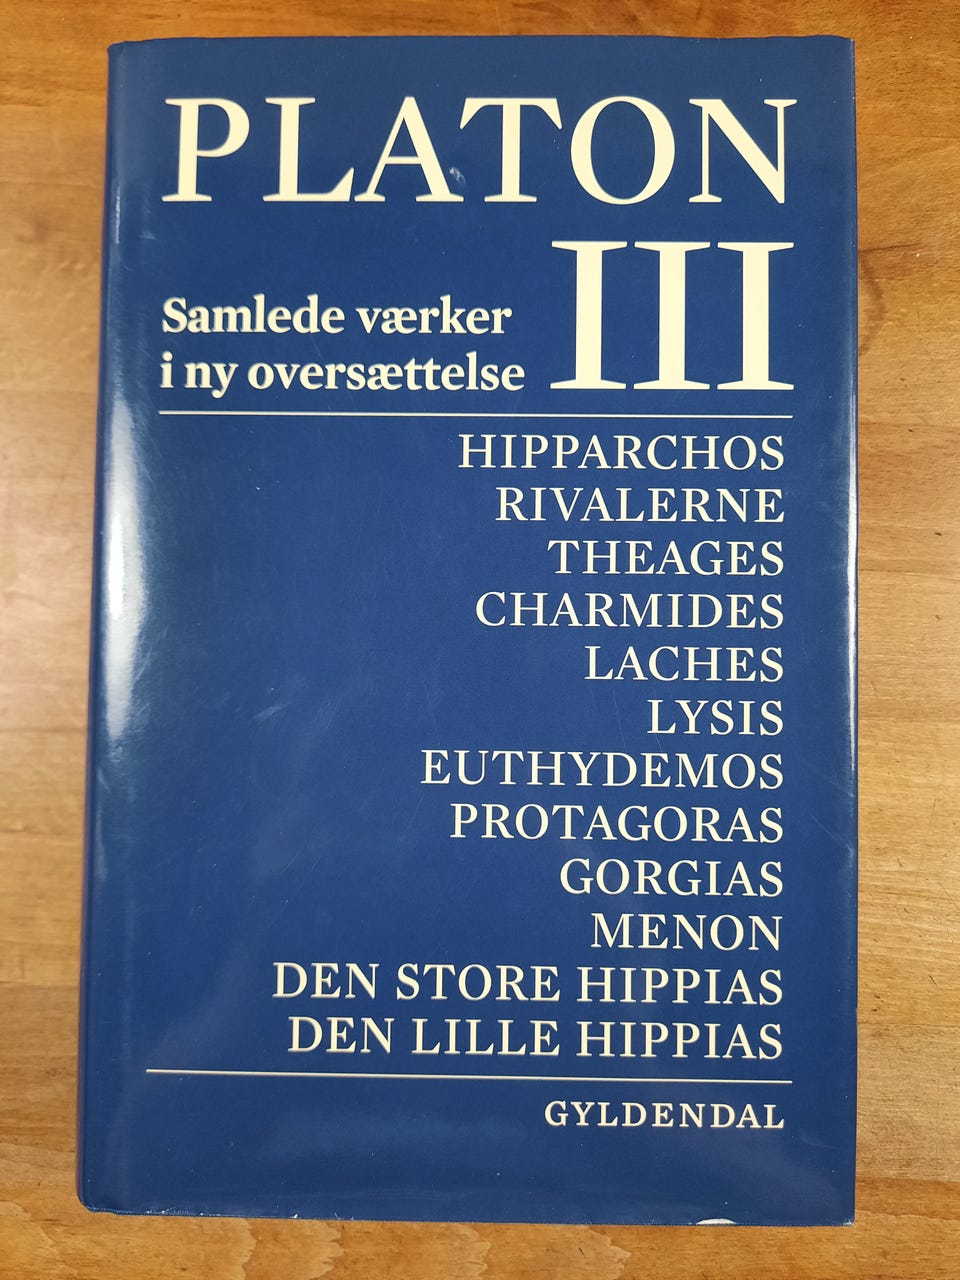 PLATON
III
Samlede værker
i ny oversættelse
HIPPARCHOS
RIVALERNE
THEAGES
CHARMIDES
LACHES
LYSIS
EUTHYDEMOS
PROTAGORAS
GORGIAS
MENON
DEN STORE HIPPIAS
DEN LILLE HIPPIAS
GYLDENDAL